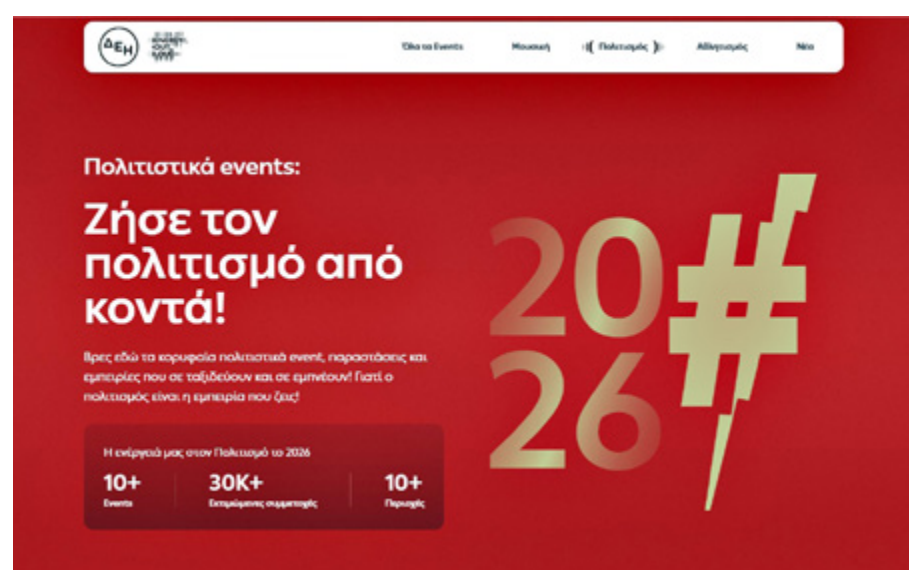 ΔΕΗ
Όλα τα Events
Μουσική
Πολιτισμός
Αθλητισμός
Νέα
Πολιτιστικά events:
Ζήσε τον
πολιτισμό από
κοντά!
Βρες εδώ τα κορυφαία πολιτιστικά event, παραστάσεις και
εμπειρίες που σε ταξιδεύουν και σε εμπνέουν! Γιατί ο
πολιτισμός είναι η εμπειρία που ζεις!
20
26
#
Η ενέργειά μας στον Πολιτισμό το 2026
10+
Events
30K+
Εκτιμώμενες συμμετοχές
10+
Περιοχές